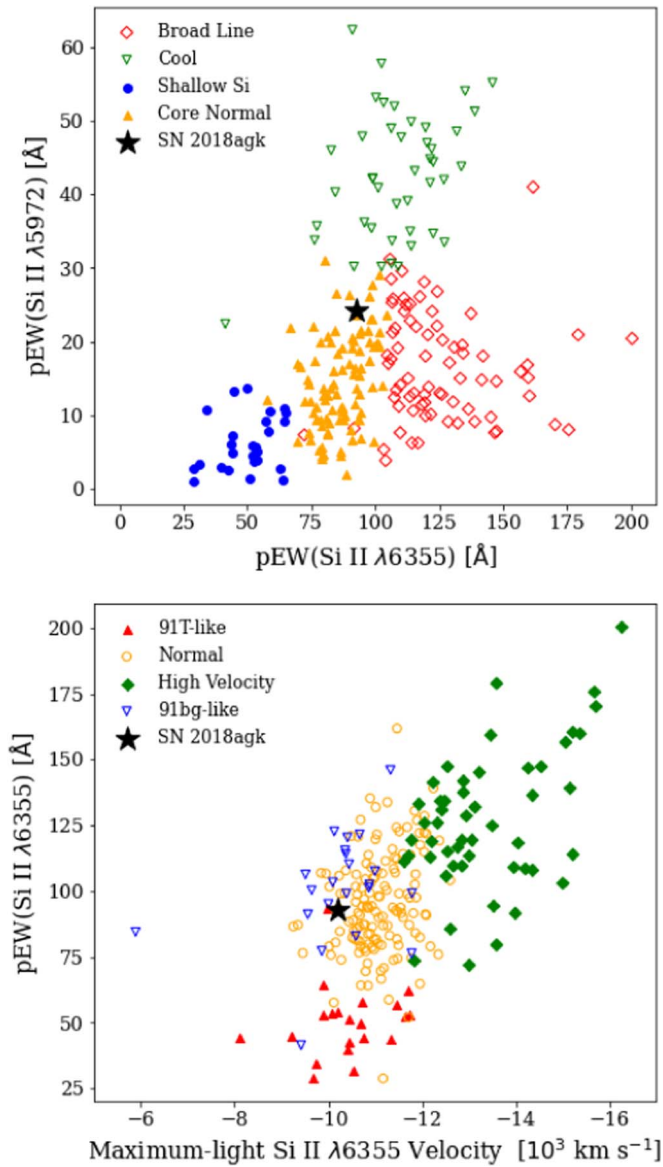 Broad Line
Cool
Shallow Si
Core Normal
SN 2018agk
60
50
40
30
20
10
0
pEW(Si II λ5972) [Å]
0 25 50 75 100 125 150 175 200
pEW(Si II λ6355) [Å]
91T-like
Normal
High Velocity
91bg-like
SN 2018agk
200
175
150
125
100
75
50
25
pEW(Si II λ6355) [Å]
−6 −8 −10 −12 −14 −16
Maximum-light Si II λ6355 Velocity [10³ km s⁻¹]